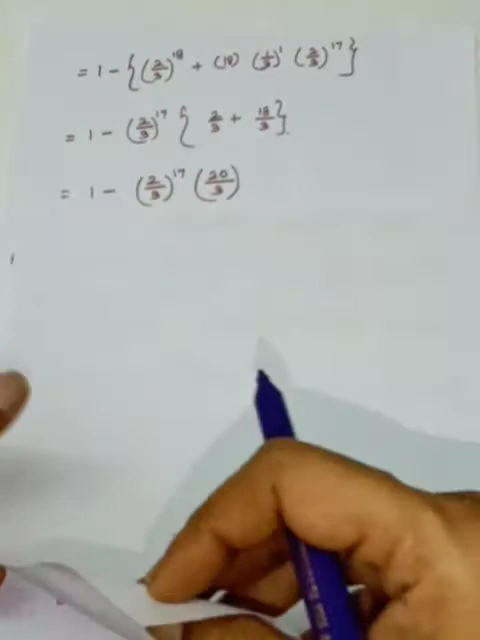 = 1 - { (2/3)^18 + (18) (1/3)^1 (2/3)^17 }
= 1 - (2/3)^17 { 2/3 + 18/3 }
= 1 - (2/3)^17 (20/3)